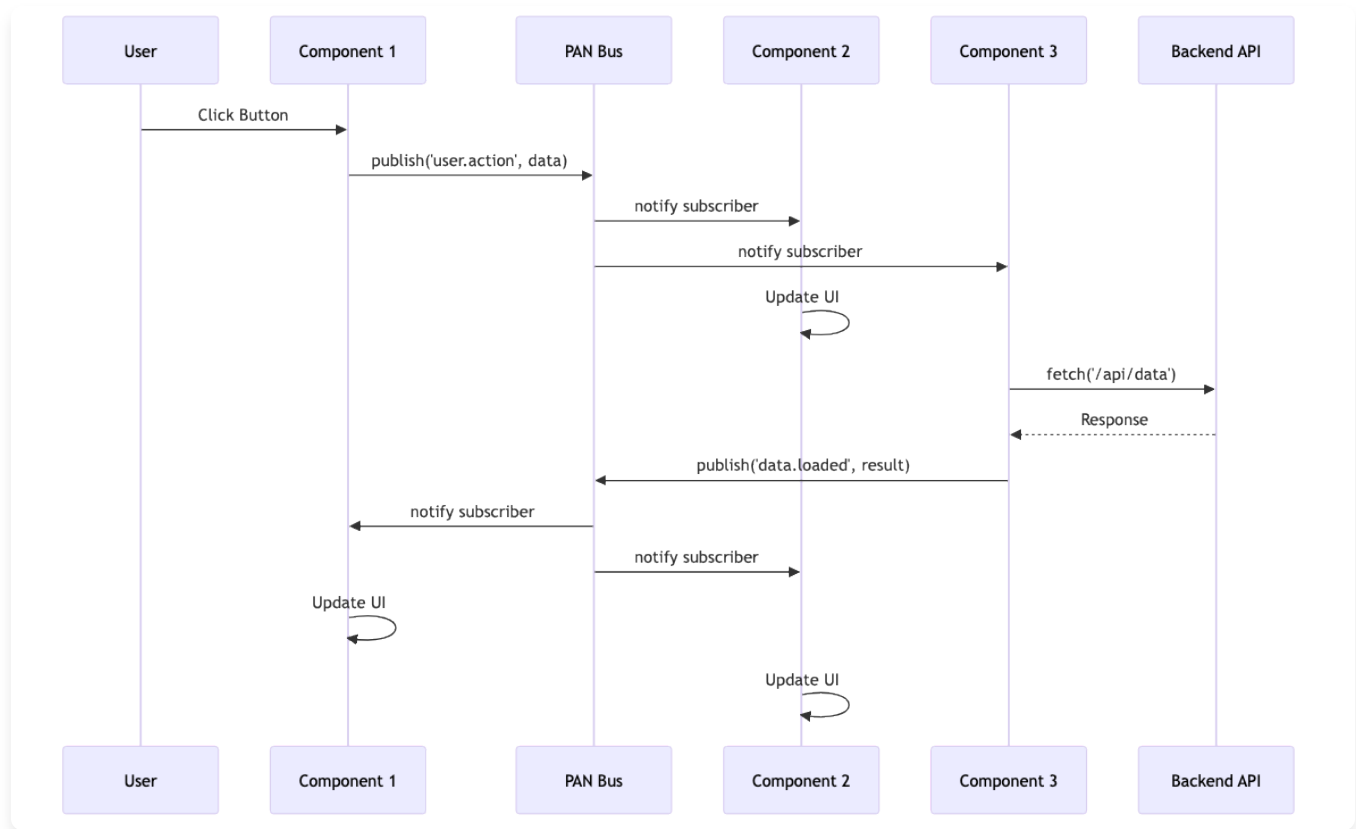 User
Component 1
PAN Bus
Component 2
Component 3
Backend API
Click Button
publish('user.action', data)
notify subscriber
notify subscriber
Update UI
fetch('/api/data')
Response
publish('data.loaded', result)
notify subscriber
notify subscriber
Update UI
Update UI
User
Component 1
PAN Bus
Component 2
Component 3
Backend API